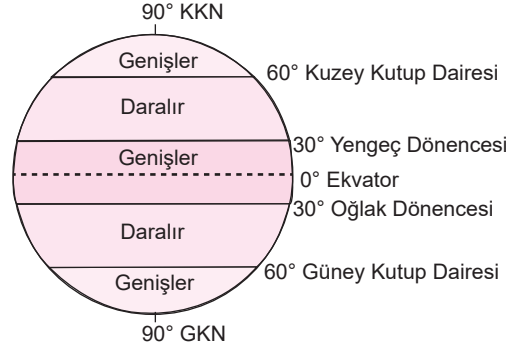 90° KKN
Genişler
60° Kuzey Kutup Dairesi
Daralır
30° Yengeç Dönencesi
Genişler
0° Ekvator
30° Oğlak Dönencesi
Daralır
60° Güney Kutup Dairesi
Genişler
90° GKN